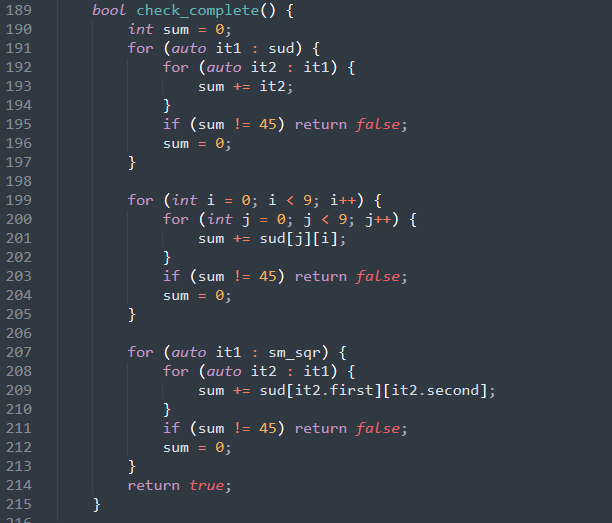 189 bool check_complete() {
190 int sum = 0;
191 for (auto it1 : sud) {
192 for (auto it2 : it1) {
193 sum += it2;
194 }
195 if (sum != 45) return false;
196 sum = 0;
197 }
198
199 for (int i = 0; i < 9; i++) {
200 for (int j = 0; j < 9; j++) {
201 sum += sud[j][i];
202 }
203 if (sum != 45) return false;
204 sum = 0;
205 }
206
207 for (auto it1 : sm_sqr) {
208 for (auto it2 : it1) {
209 sum += sud[it2.first][it2.second];
210 }
211 if (sum != 45) return false;
212 sum = 0;
213 }
214 return true;
215 }